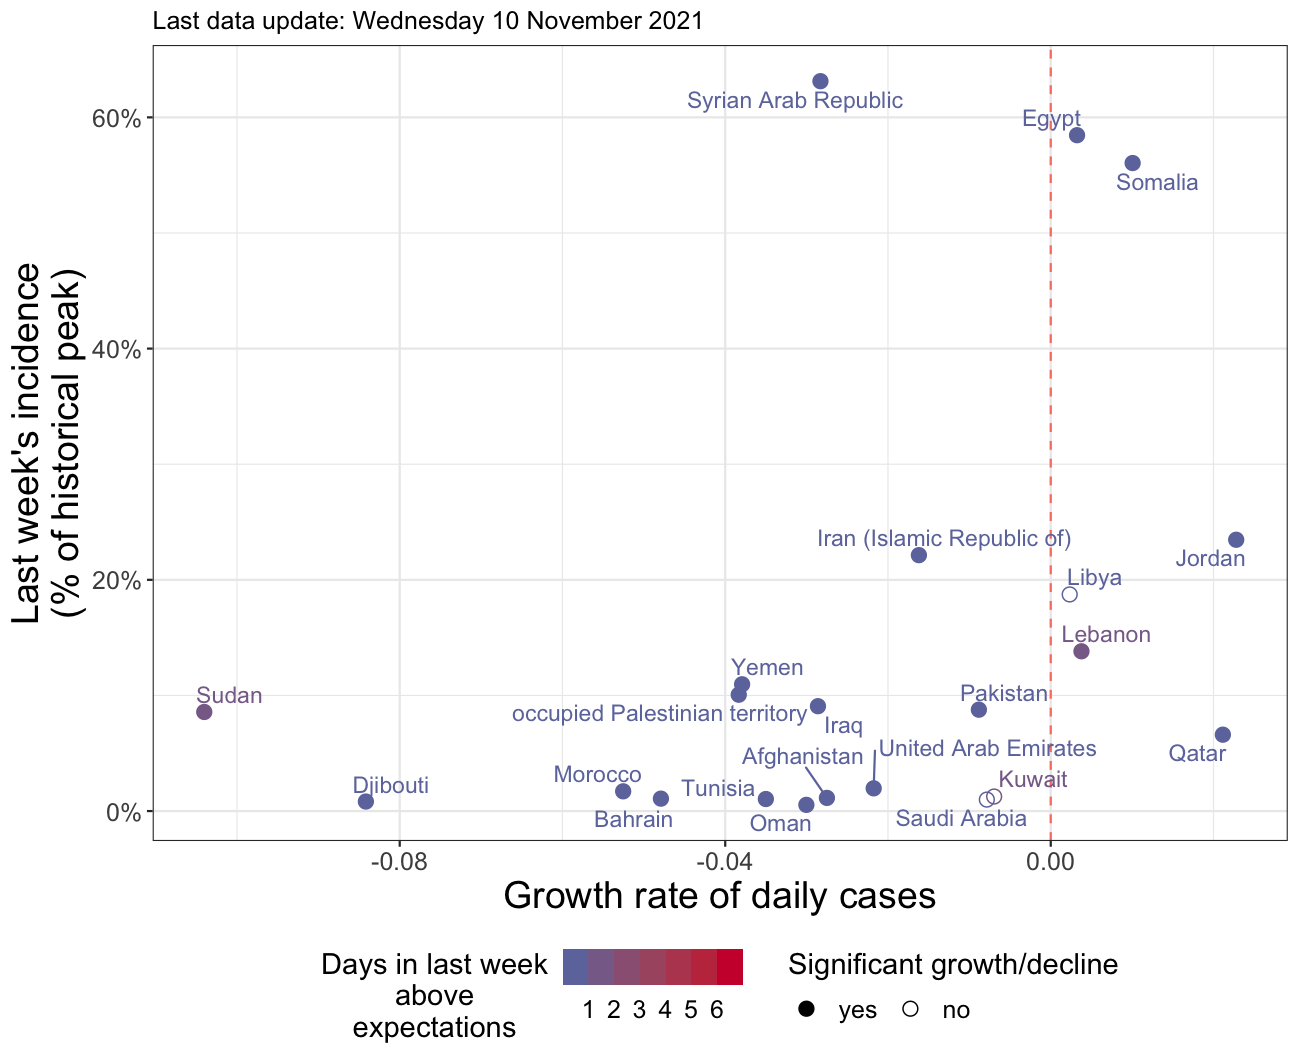 Last data update: Wednesday 10 November 2021
Last week's incidence
(% of historical peak)
60%
40%
20%
0%
Syrian Arab Republic
Egypt
Somalia
Iran (Islamic Republic of)
Jordan
Libya
Lebanon
Yemen
Sudan
Pakistan
occupied Palestinian territory
Iraq
United Arab Emirates
Qatar
Afghanistan
Morocco
Kuwait
Djibouti
Tunisia
Bahrain
Oman
Saudi Arabia
-0.08
-0.04
0.00
Growth rate of daily cases
Days in last week
above
expectations
1 2 3 4 5 6
Significant growth/decline
yes
no